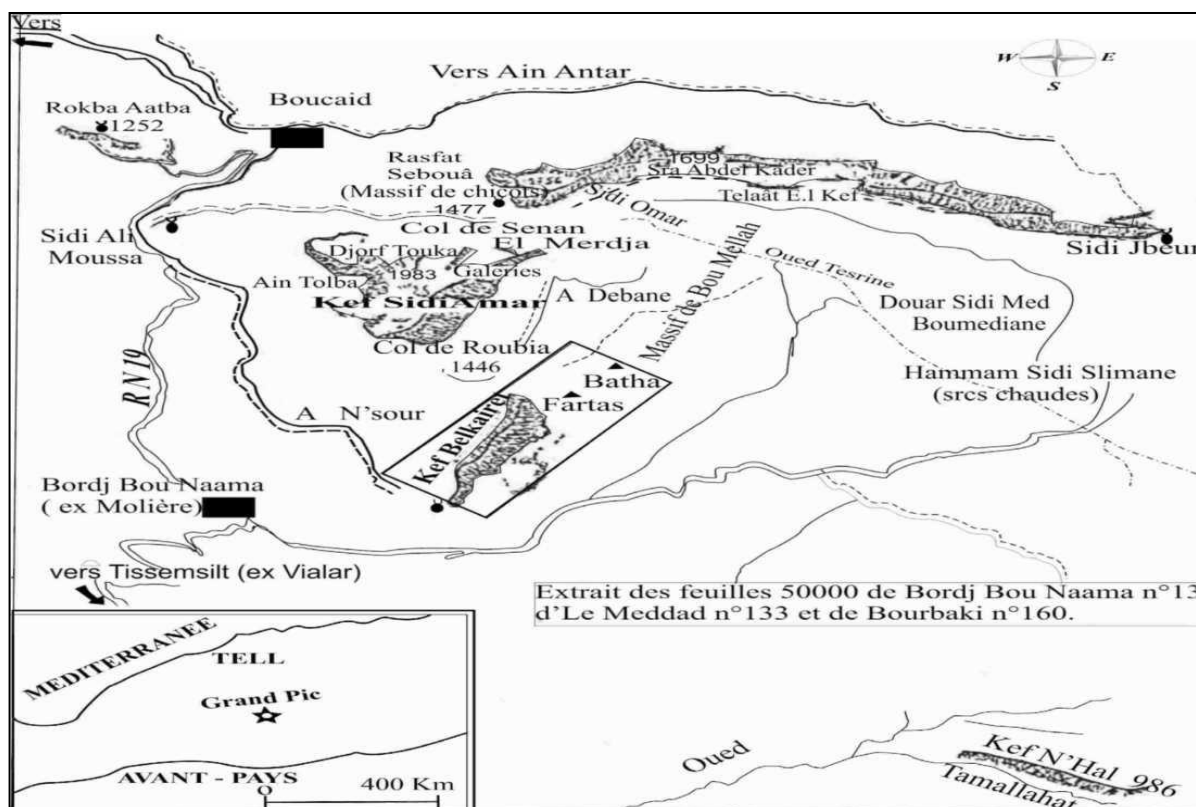 Vers
W
E
S
Vers Ain Antar
Rokba Aatba
1252
Boucaid
Rasfat
Sebouâ
(Massif de chicots)
1477
1699
Sra Abdel Kader
Telaât E.l Kef
Sidi Omar
Sidi Jbeur
Sidi Ali
Moussa
Col de Senan
El Merdja
Djorf Touka
1983
Galeries
Ain Tolba
Kef SidiAmar
A Debane
Massif de Bou Mellah
Oued Tesrine
Douar Sidi Med
Boumediane
Col de Roubia
1446
Batha
Fartas
Hammam Sidi Slimane
(srcs chaudes)
RN19
A N'sour
Kef Belkaire
Bordj Bou Naama
( ex Molière)
vers Tissemsilt (ex Vialar)
Extrait des feuilles 50000 de Bordj Bou Naama n°13
d'Le Meddad n°133 et de Bourbaki n°160.
MEDITERRANEE
TELL
Grand Pic
AVANT - PAYS
O
400 Km
Oued
Kef N'Hal 986
Tamallahat